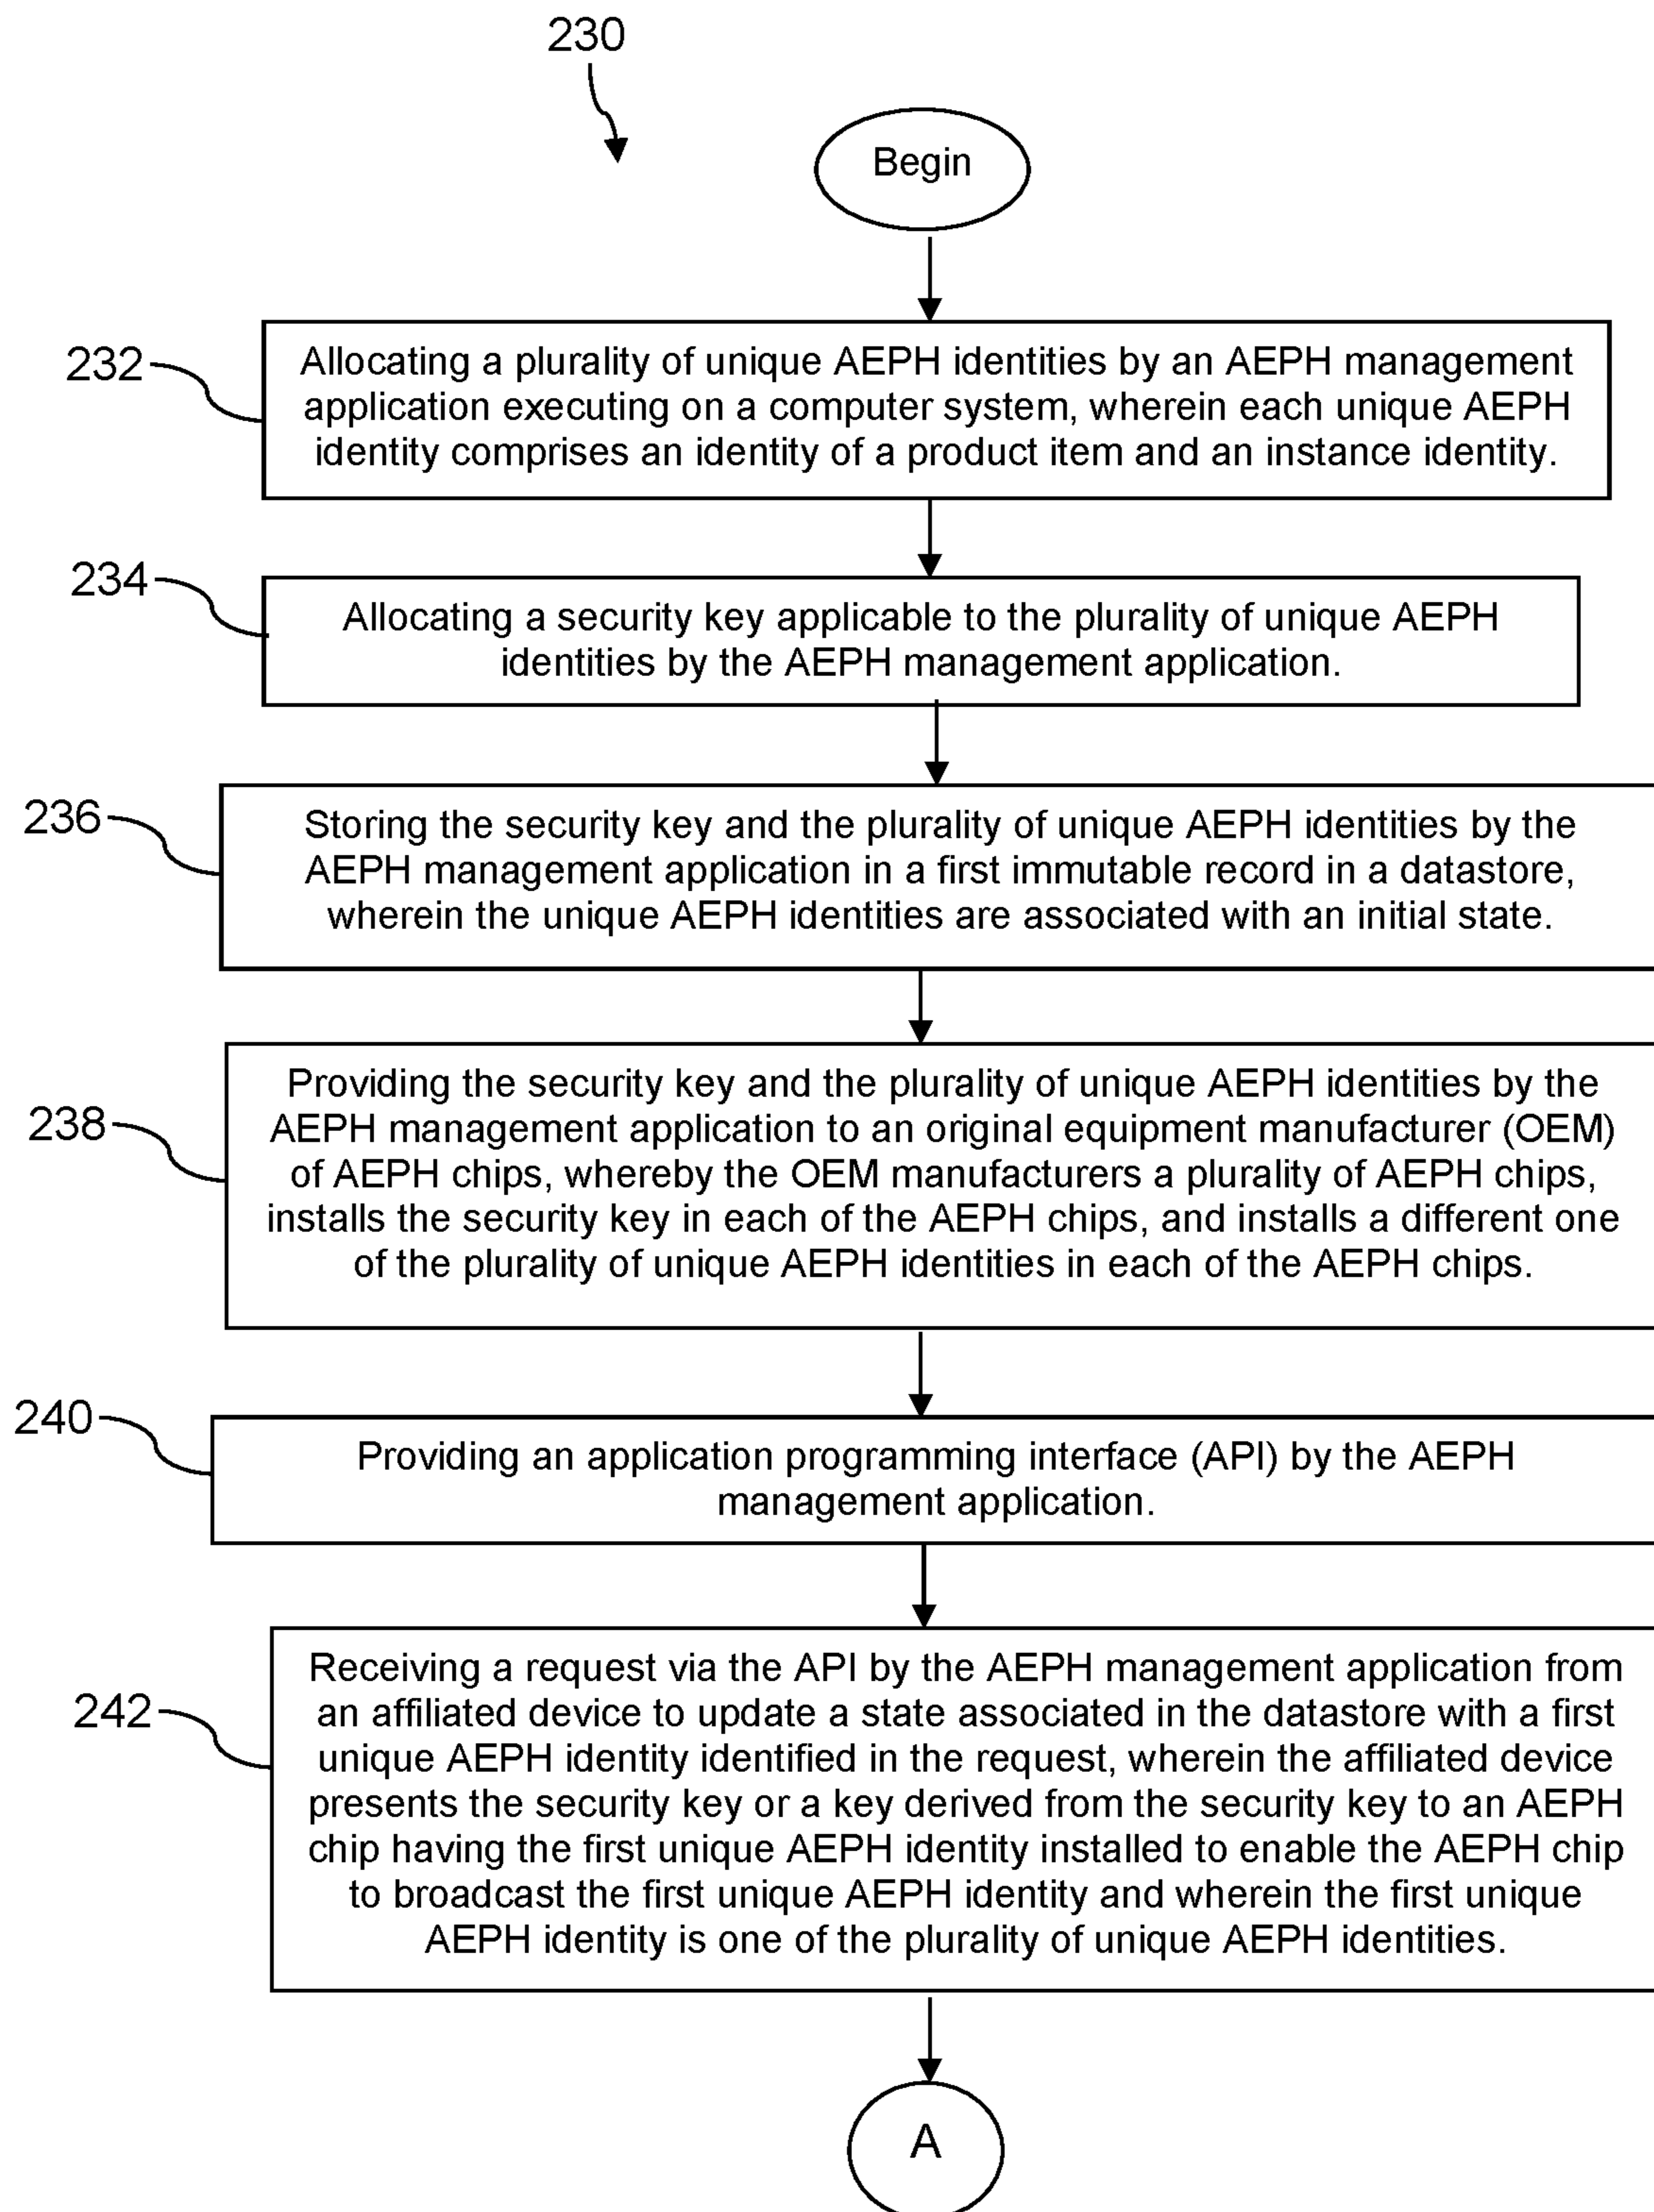 230
Begin
232
Allocating a plurality of unique AEPH identities by an AEPH management
application executing on a computer system, wherein each unique AEPH
identity comprises an identity of a product item and an instance identity.
234
Allocating a security key applicable to the plurality of unique AEPH
identities by the AEPH management application.
236
Storing the security key and the plurality of unique AEPH identities by the
AEPH management application in a first immutable record in a datastore,
wherein the unique AEPH identities are associated with an initial state.
238
Providing the security key and the plurality of unique AEPH identities by the
AEPH management application to an original equipment manufacturer (OEM)
of AEPH chips, whereby the OEM manufacturers a plurality of AEPH chips,
installs the security key in each of the AEPH chips, and installs a different one
of the plurality of unique AEPH identities in each of the AEPH chips.
240
Providing an application programming interface (API) by the AEPH
management application.
242
Receiving a request via the API by the AEPH management application from
an affiliated device to update a state associated in the datastore with a first
unique AEPH identity identified in the request, wherein the affiliated device
presents the security key or a key derived from the security key to an AEPH
chip having the first unique AEPH identity installed to enable the AEPH chip
to broadcast the first unique AEPH identity and wherein the first unique
AEPH identity is one of the plurality of unique AEPH identities.
A